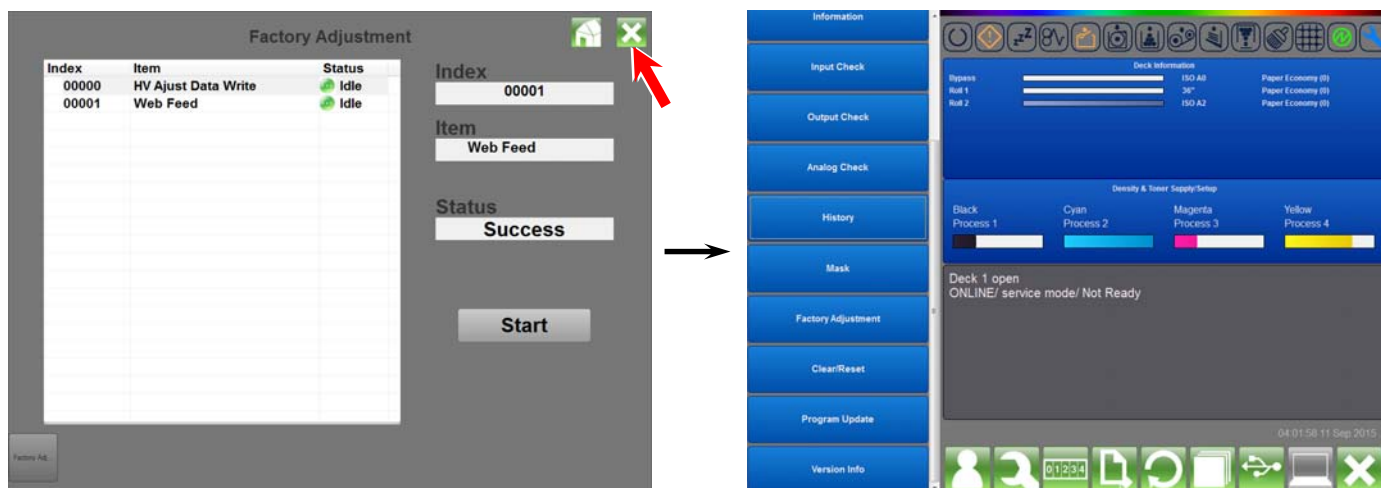 Factory Adjustment
Index Item Status
00000 HV Ajust Data Write Idle
00001 Web Feed Idle
Index
00001
Item
Web Feed
Status
Success
Start
Factory Adj...
Information
Input Check
Output Check
Analog Check
History
Mask
Factory Adjustment
Clear/Reset
Program Update
Version Info
Deck Information
Bypass ISO A0 Paper Economy (0)
Roll 1 36" Paper Economy (0)
Roll 2 ISO A2 Paper Economy (0)
Density & Toner Supply/Setup
Black Cyan Magenta Yellow
Process 1 Process 2 Process 3 Process 4
Deck 1 open
ONLINE/ service mode/ Not Ready
04:01:58 11 Sep 2015
01234